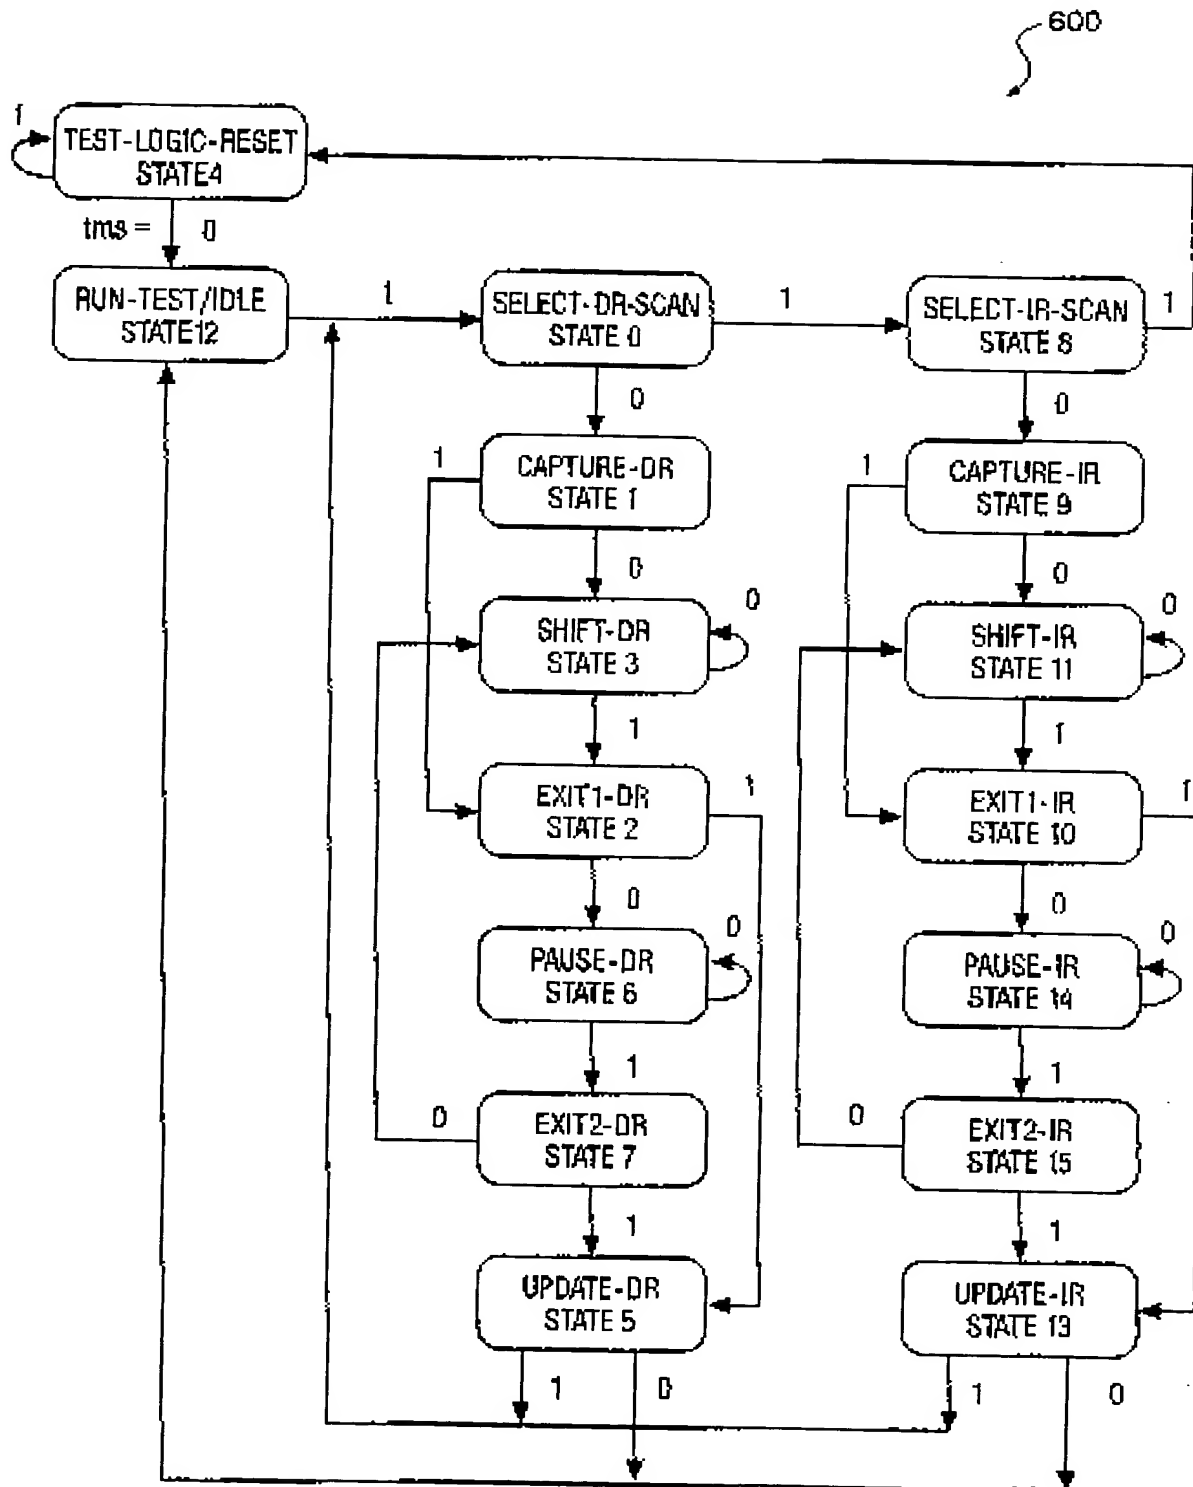 600
1
TEST-LOGIC-RESET
STATE4
tms = 0
RUN-TEST/IDLE
STATE12
1
SELECT-DR-SCAN
STATE 0
1
SELECT-IR-SCAN
STATE 8
1
0
0
1
CAPTURE-DR
STATE 1
1
CAPTURE-IR
STATE 9
0
0
SHIFT-DR
STATE 3
0
SHIFT-IR
STATE 11
0
1
1
EXIT1-DR
STATE 2
1
EXIT1-IR
STATE 10
1
0
0
PAUSE-DR
STATE 6
0
PAUSE-IR
STATE 14
0
1
1
0
EXIT2-DR
STATE 7
0
EXIT2-IR
STATE 15
1
1
UPDATE-DR
STATE 5
UPDATE-IR
STATE 13
1
0
1
0